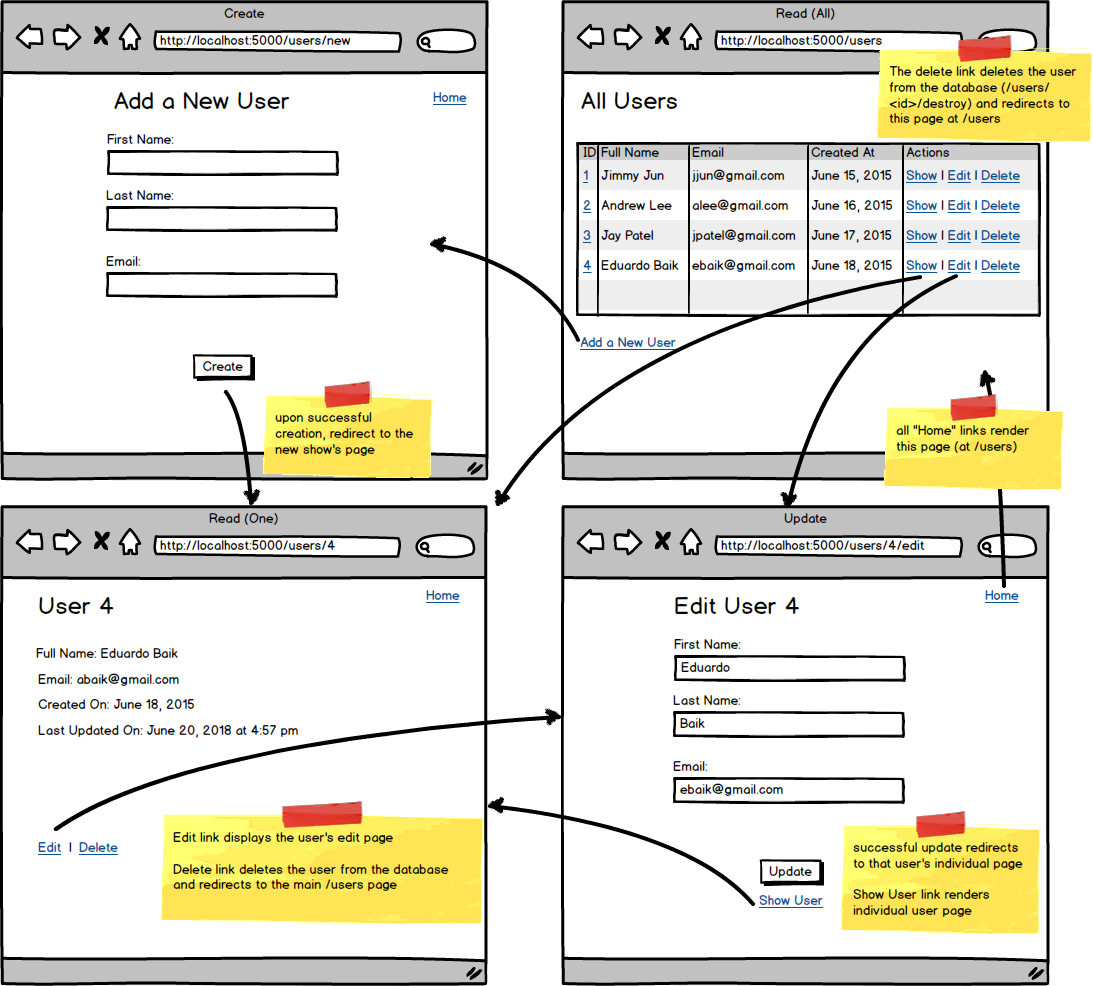 Create
http://localhost:5000/users/new
Add a New User
Home
First Name:
Last Name:
Email:
Create
upon successful
creation, redirect to the
new show's page
Read (All)
http://localhost:5000/users
The delete link deletes the user
from the database (/users/
<id>/destroy) and redirects to
this page at /users
All Users
ID Full Name Email Created At Actions
1 Jimmy Jun jjun@gmail.com June 15, 2015 Show | Edit | Delete
2 Andrew Lee alee@gmail.com June 16, 2015 Show | Edit | Delete
3 Jay Patel jpatel@gmail.com June 17, 2015 Show | Edit | Delete
4 Eduardo Baik ebaik@gmail.com June 18, 2015 Show | Edit | Delete
Add a New User
all "Home" links render
this page (at /users)
Read (One)
http://localhost:5000/users/4
User 4
Home
Full Name: Eduardo Baik
Email: abaik@gmail.com
Created On: June 18, 2015
Last Updated On: June 20, 2018 at 4:57 pm
Edit | Delete
Edit link displays the user's edit page
Delete link deletes the user from the database
and redirects to the main /users page
Update
http://localhost:5000/users/4/edit
Edit User 4
Home
First Name:
Eduardo
Last Name:
Baik
Email:
ebaik@gmail.com
Update
Show User
successful update redirects
to that user's individual page
Show User link renders
individual user page